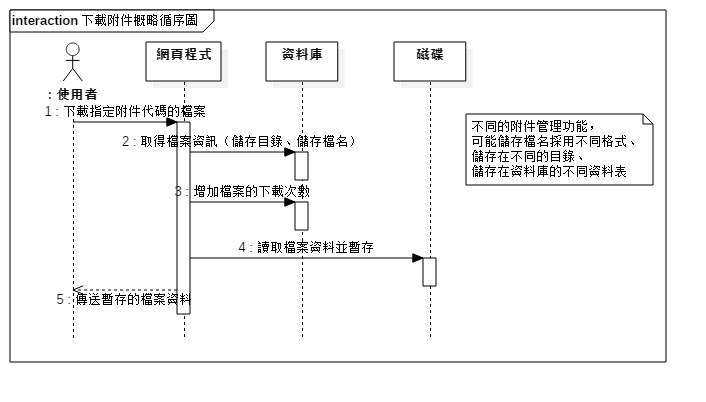 interaction 下載附件概略循序圖
網頁程式
資料庫
磁碟
: 使用者
1 : 下載指定附件代碼的檔案
2 : 取得檔案資訊（儲存目錄、儲存檔名）
3 : 增加檔案的下載次數
4 : 讀取檔案資料並暫存
5 : 傳送暫存的檔案資料
不同的附件管理功能，
可能儲存檔名採用不同格式、
儲存在不同的目錄、
儲存在資料庫的不同資料表